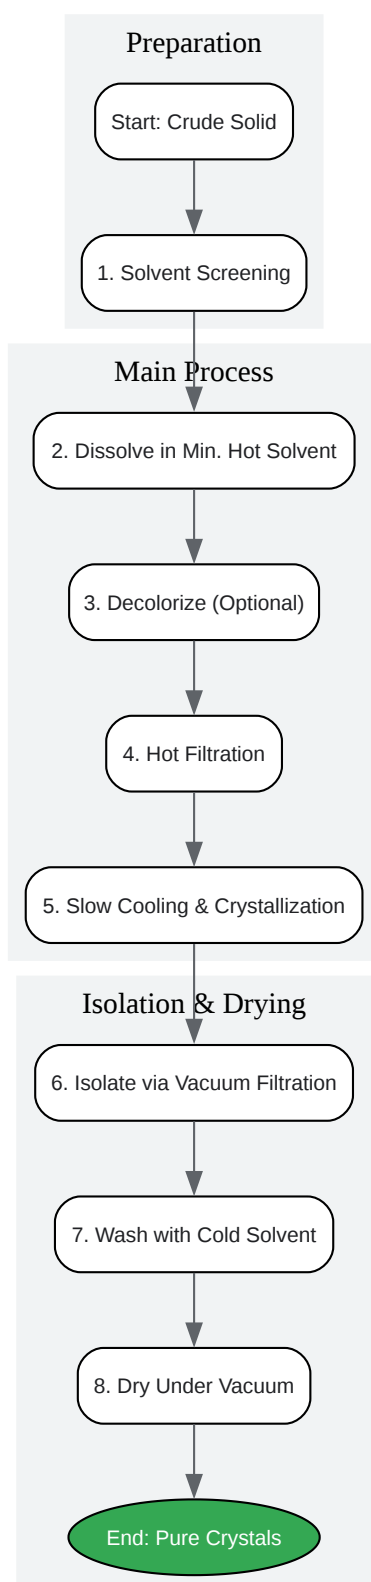 Preparation
Start: Crude Solid
1. Solvent Screening
Main Process
2. Dissolve in Min. Hot Solvent
3. Decolorize (Optional)
4. Hot Filtration
5. Slow Cooling & Crystallization
Isolation & Drying
6. Isolate via Vacuum Filtration
7. Wash with Cold Solvent
8. Dry Under Vacuum
End: Pure Crystals